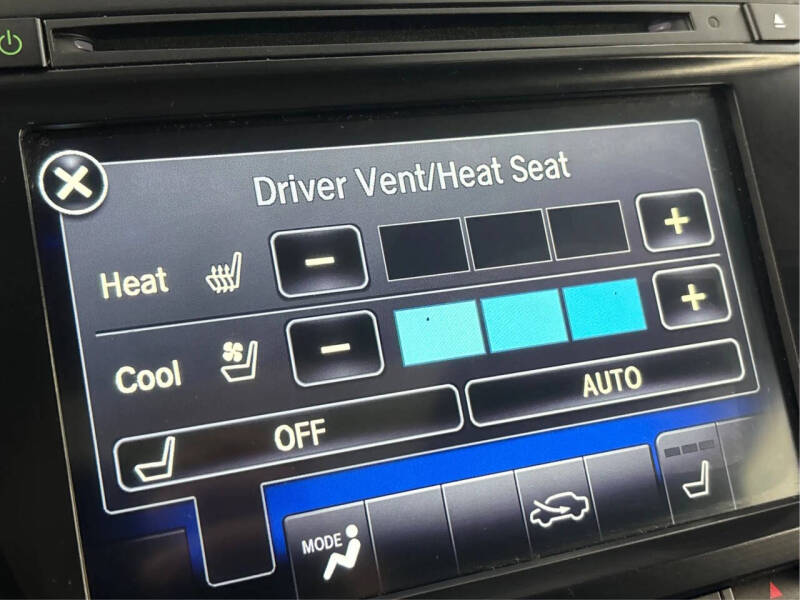 Driver Vent/Heat Seat
Heat
Cool
OFF
AUTO
MODE